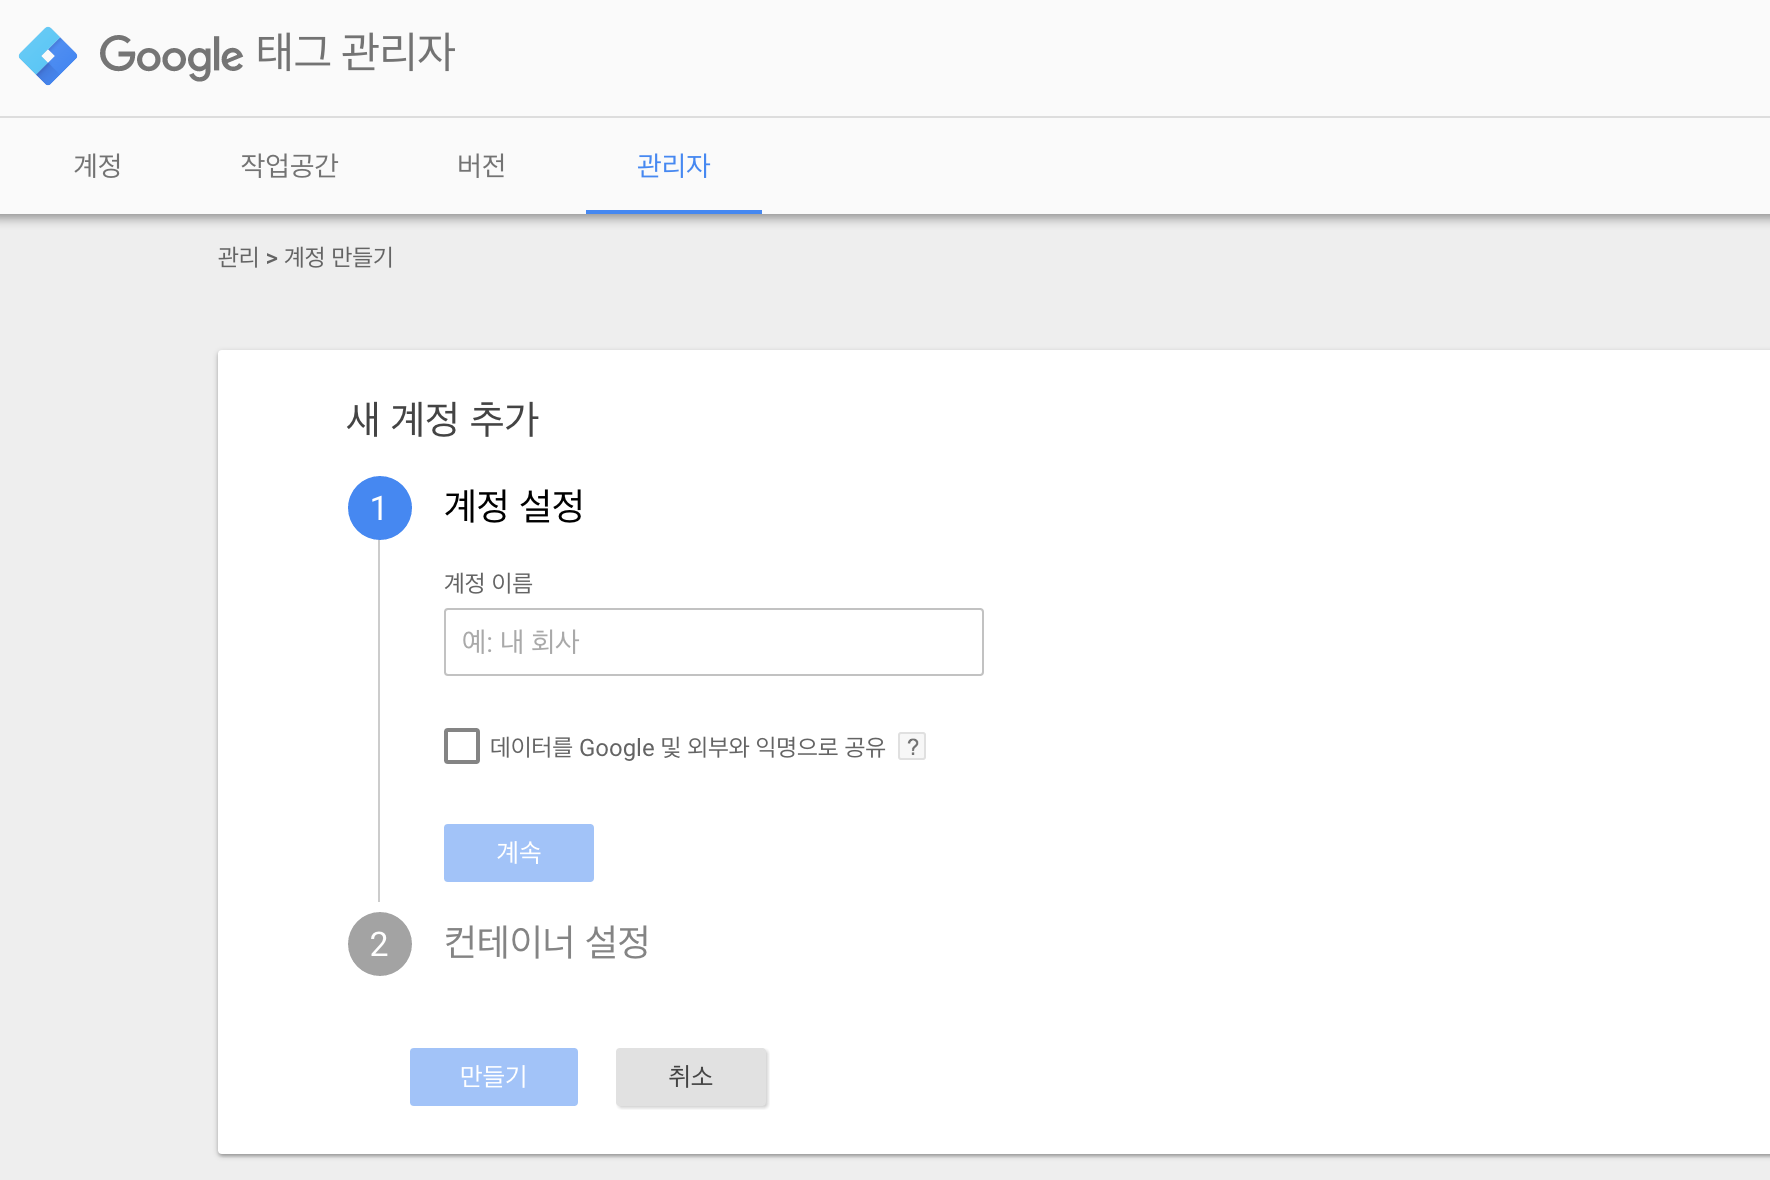 Google 태그 관리자
계정 작업공간 버전 관리자
관리 > 계정 만들기
새 계정 추가
1 계정 설정
계정 이름
예: 내 회사
데이터를 Google 및 외부와 익명으로 공유 ?
계속
2 컨테이너 설정
만들기 취소